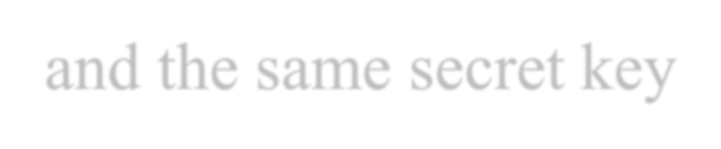 and the same secret key